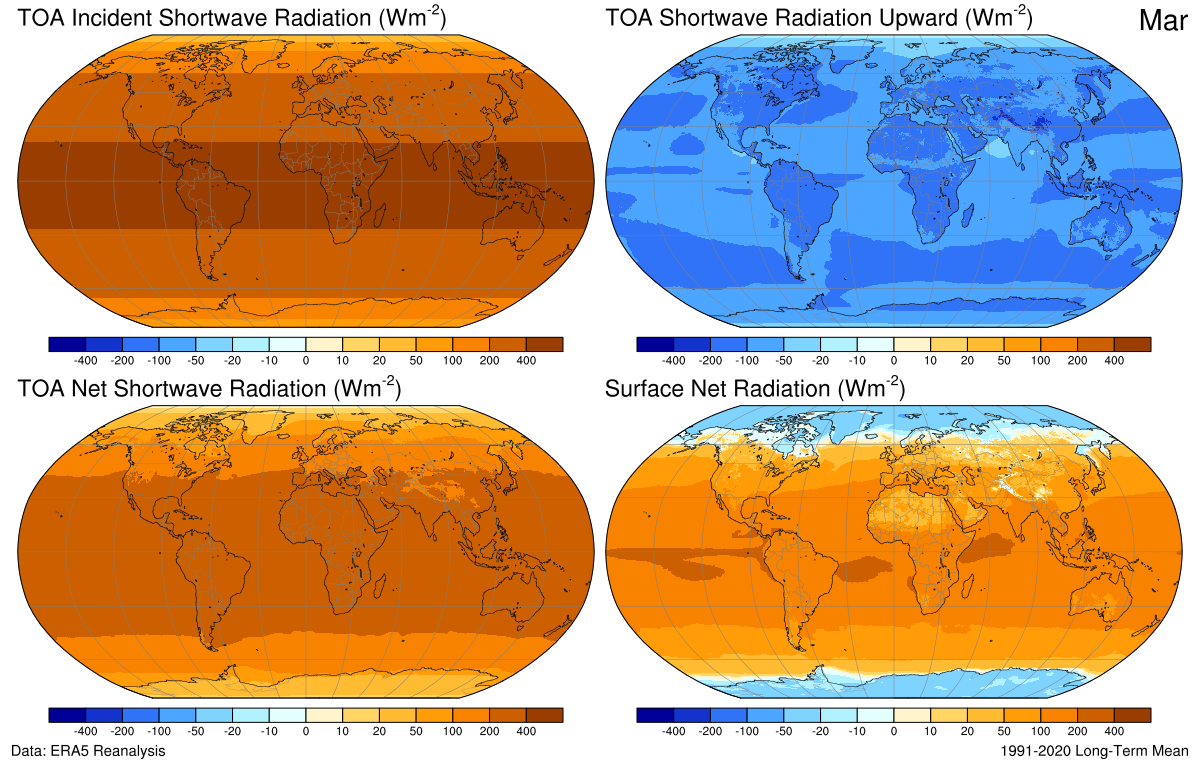 TOA Incident Shortwave Radiation (Wm-2)
TOA Shortwave Radiation Upward (Wm-2)
Mar
-400 -200 -100 -50 -20 -10 0 10 20 50 100 200 400
-400 -200 -100 -50 -20 -10 0 10 20 50 100 200 400
TOA Net Shortwave Radiation (Wm-2)
Surface Net Radiation (Wm-2)
-400 -200 -100 -50 -20 -10 0 10 20 50 100 200 400
-400 -200 -100 -50 -20 -10 0 10 20 50 100 200 400
Data: ERA5 Reanalysis
1991-2020 Long-Term Mean